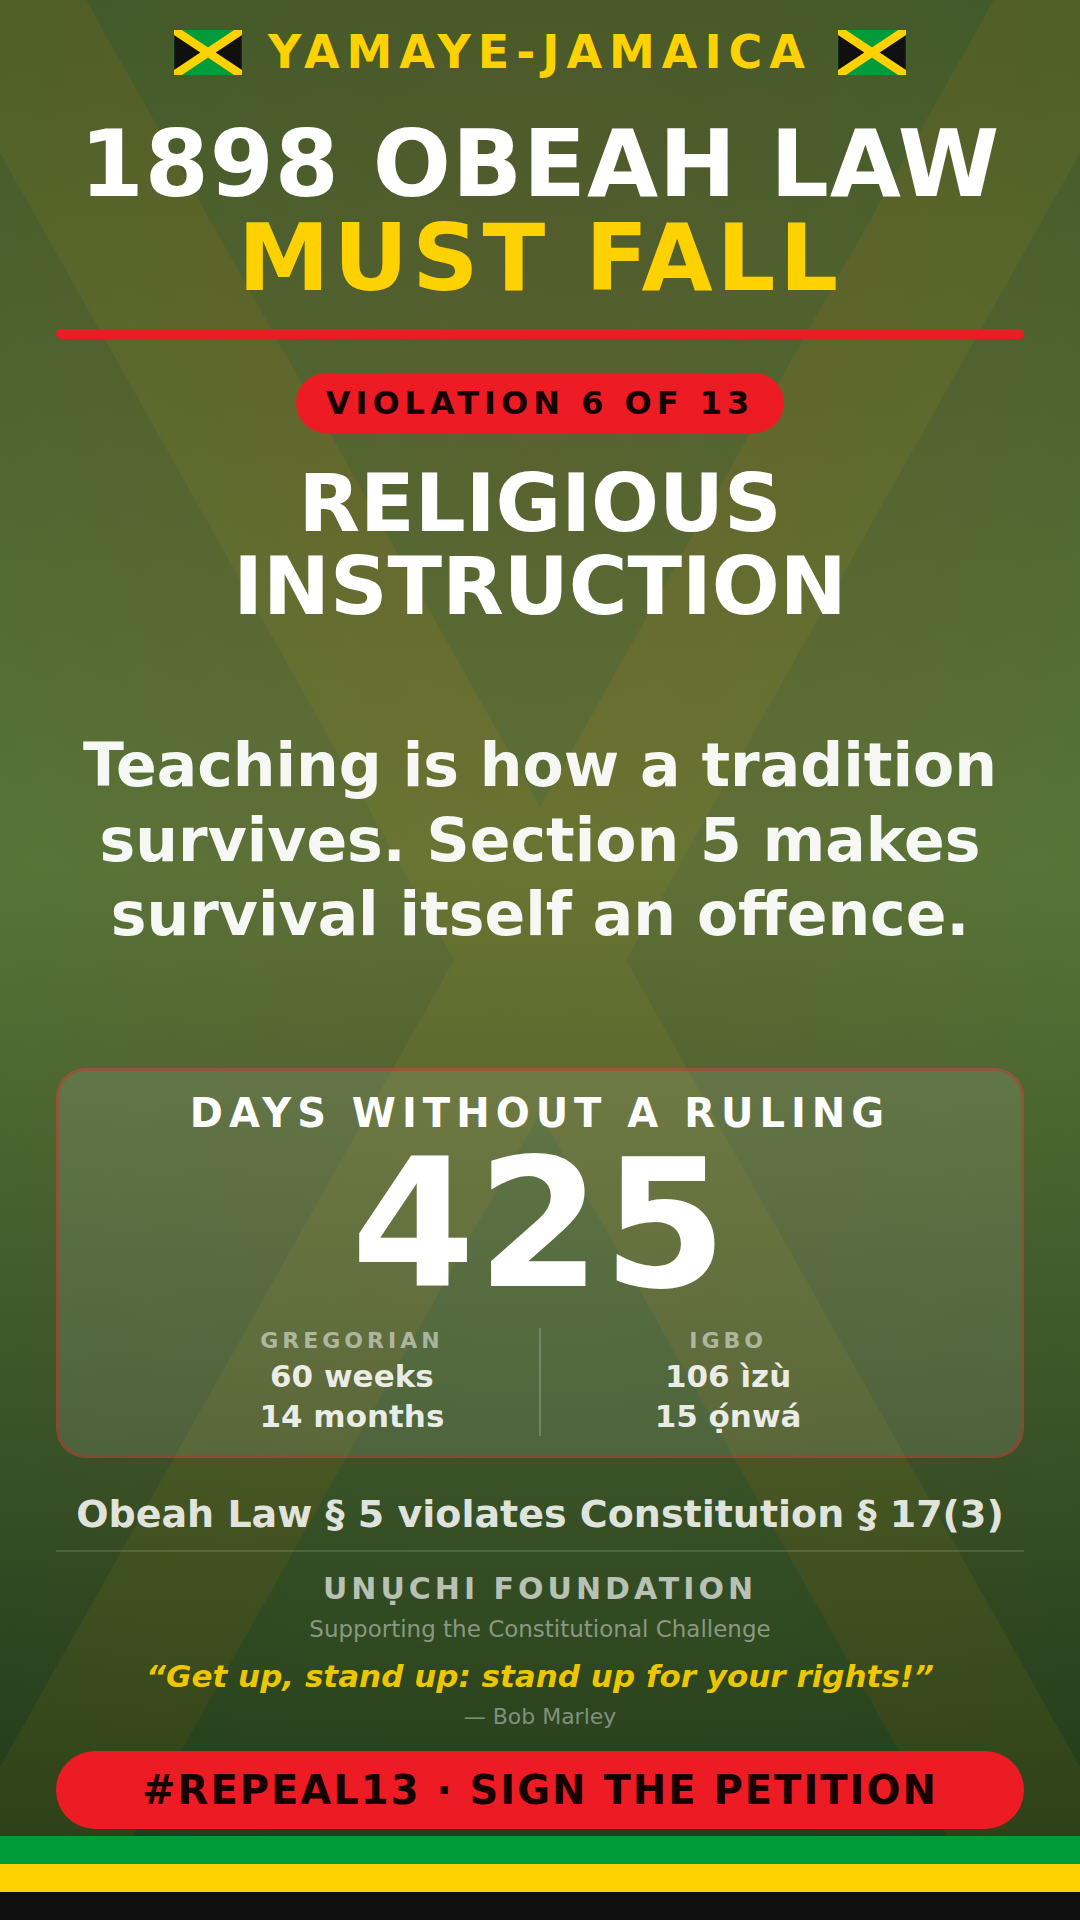 YAMAYE-JAMAICA
1898 OBEAH LAW
MUST FALL
VIOLATION 6 OF 13
RELIGIOUS
INSTRUCTION
Teaching is how a tradition
survives. Section 5 makes
survival itself an offence.
DAYS WITHOUT A RULING
425
GREGORIAN
60 weeks
14 months
IGBO
106 ìzù
15 ọ́nwá
Obeah Law § 5 violates Constitution § 17(3)
UNỤCHI FOUNDATION
Supporting the Constitutional Challenge
“Get up, stand up: stand up for your rights!”
— Bob Marley
#REPEAL13 · SIGN THE PETITION